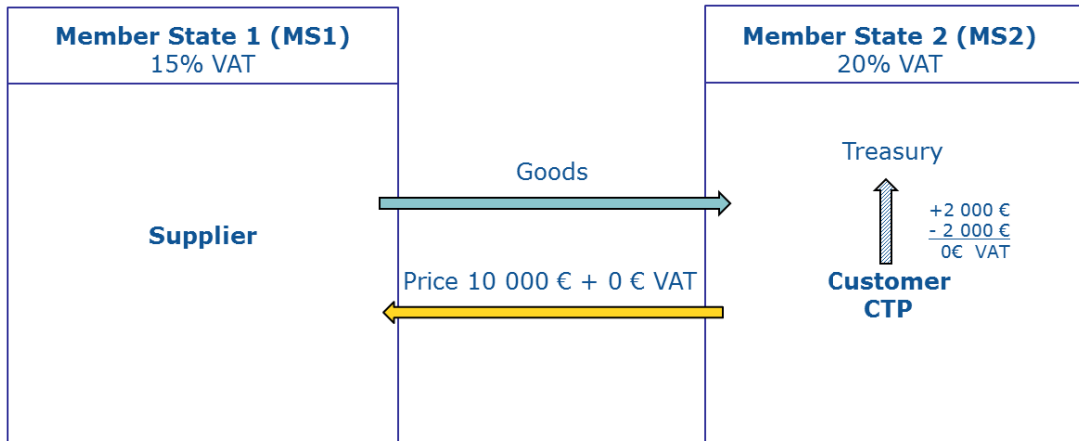 Member State 1 (MS1)
15% VAT
Member State 2 (MS2)
20% VAT
Goods
Treasury
Supplier
+2 000 €
- 2 000 €
0€ VAT
Price 10 000 € + 0 € VAT
Customer
CTP